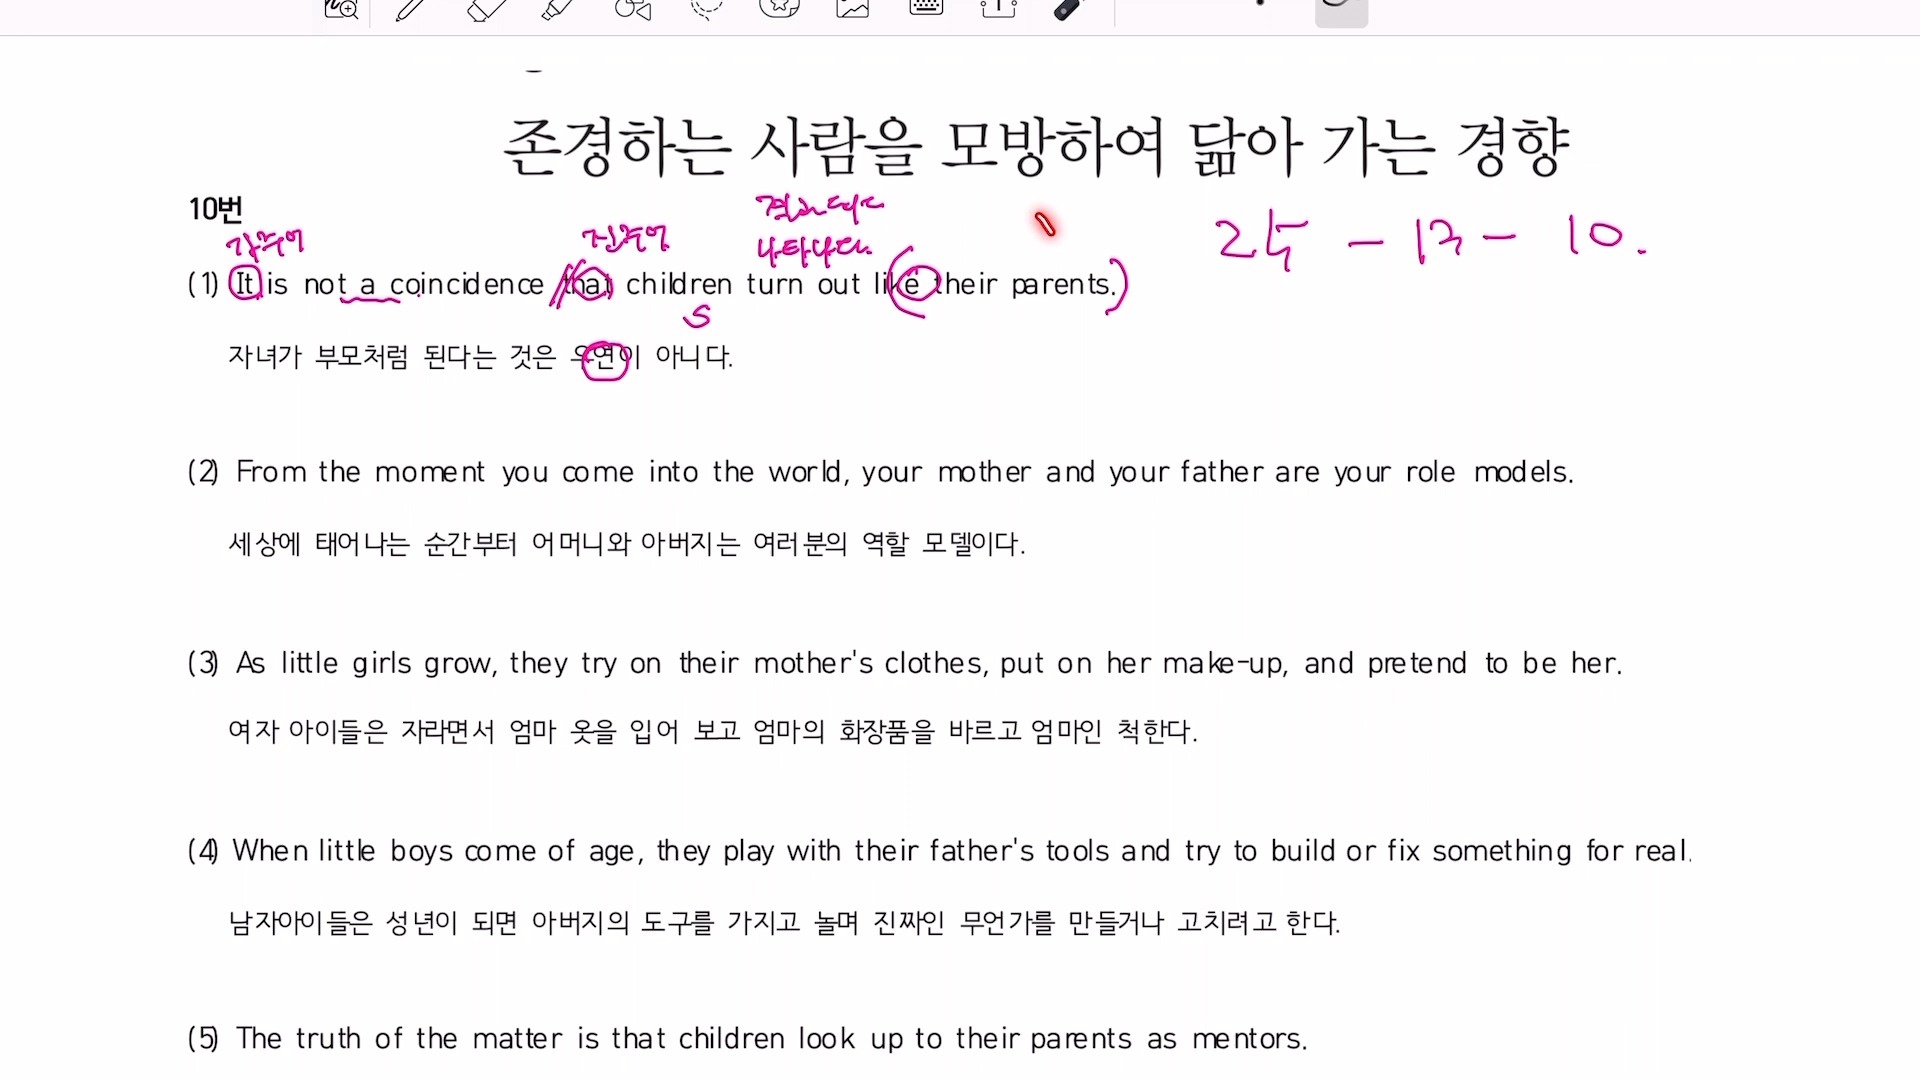 존경하는 사람을 모방하여 닮아 가는 경향
10번
가주어 진주어 결과대로 나타나다. 25 - 13 - 10.
(1) It is not a coincidence that children turn out like their parents.
S
자녀가 부모처럼 된다는 것은 우연이 아니다.
(2) From the moment you come into the world, your mother and your father are your role models.
세상에 태어나는 순간부터 어머니와 아버지는 여러분의 역할 모델이다.
(3) As little girls grow, they try on their mother's clothes, put on her make-up, and pretend to be her.
여자 아이들은 자라면서 엄마 옷을 입어 보고 엄마의 화장품을 바르고 엄마인 척한다.
(4) When little boys come of age, they play with their father's tools and try to build or fix something for real.
남자아이들은 성년이 되면 아버지의 도구를 가지고 놀며 진짜인 무언가를 만들거나 고치려고 한다.
(5) The truth of the matter is that children look up to their parents as mentors.